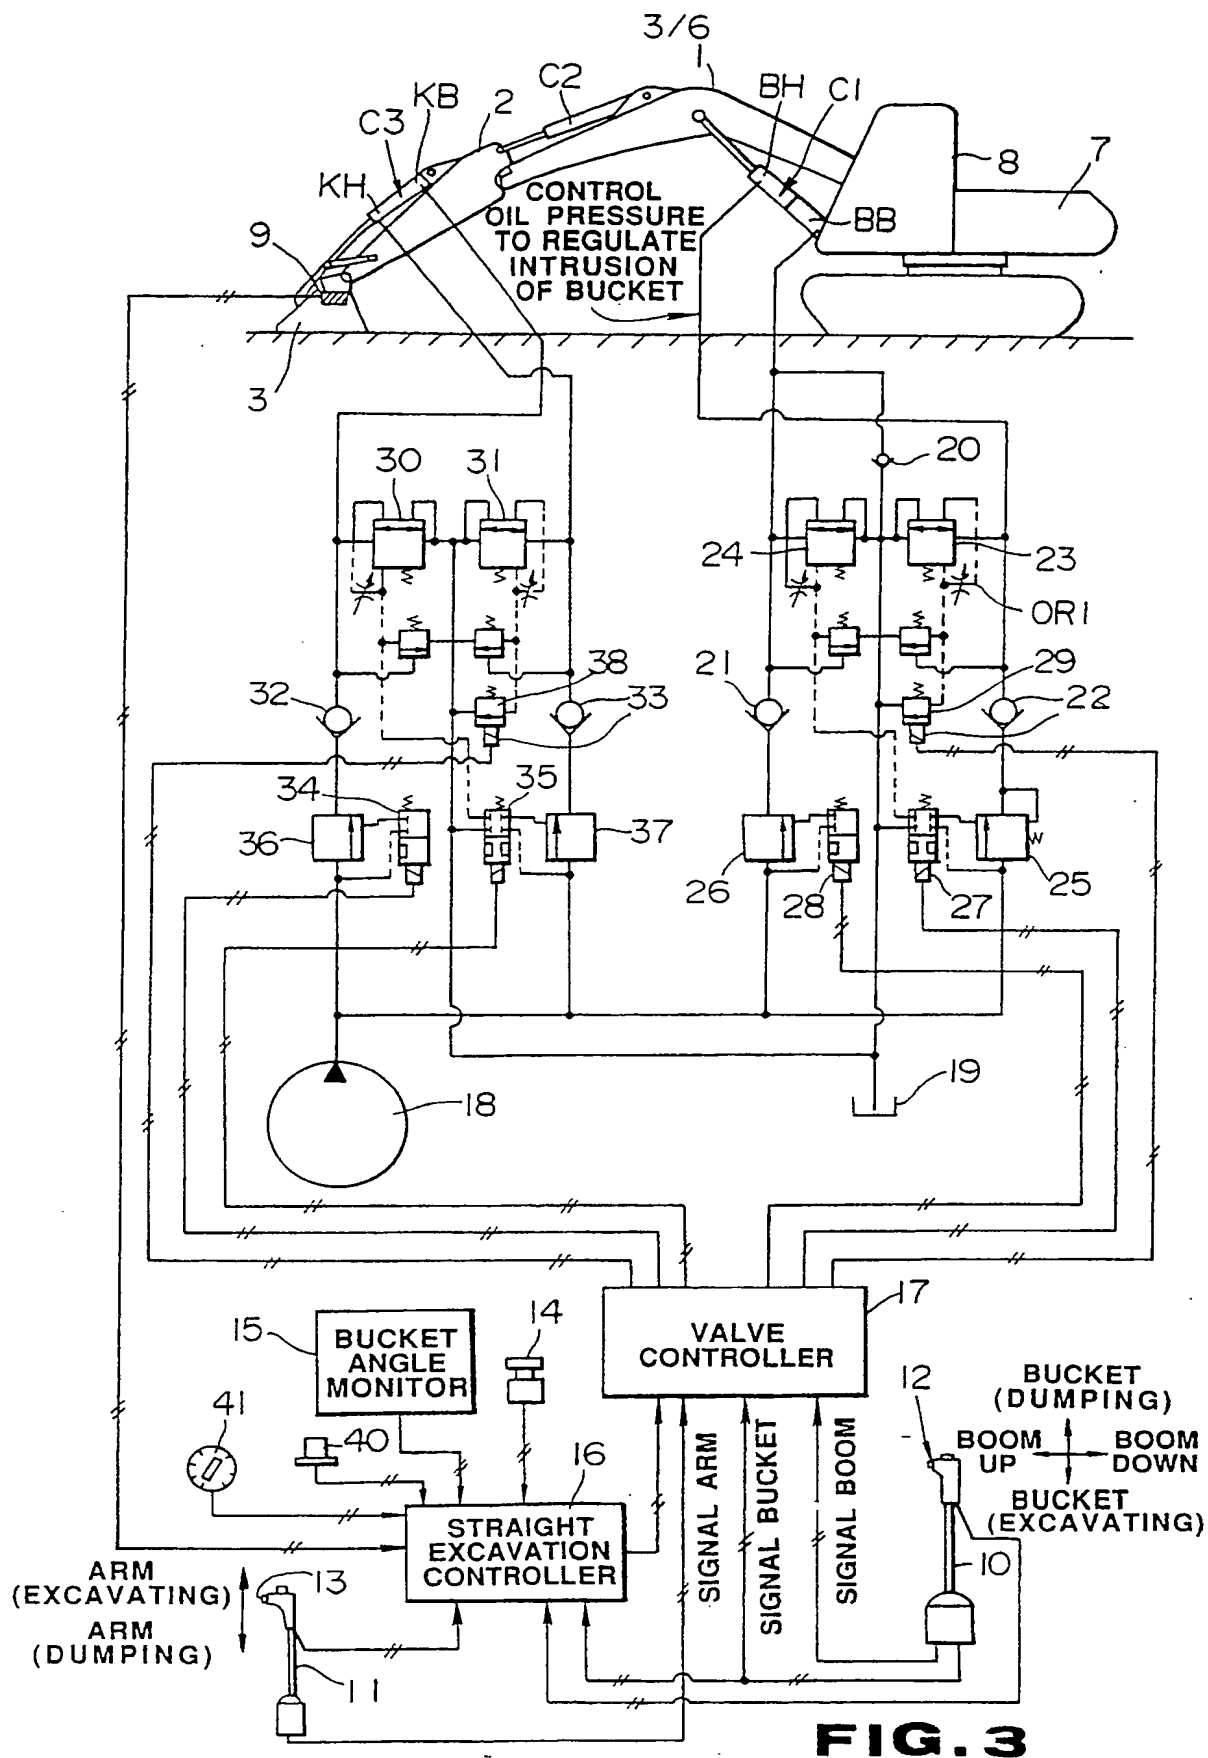 3/6
1
C2
BH
C1
KB
2
C3
KH
8
7
CONTROL
OIL PRESSURE
TO REGULATE
INTRUSION
OF BUCKET
BB
9
3
20
30
31
24
23
OR1
38
29
32
33
21
22
34
35
36
37
26
28
27
25
18
19
17
VALVE
CONTROLLER
15
BUCKET
ANGLE
MONITOR
14
41
40
16
STRAIGHT
EXCAVATION
CONTROLLER
SIGNAL ARM
SIGNAL BUCKET
SIGNAL BOOM
12
BUCKET
(DUMPING)
BOOM
UP
BOOM
DOWN
BUCKET
(EXCAVATING)
10
ARM
(EXCAVATING)
13
ARM
(DUMPING)
11
FIG. 3